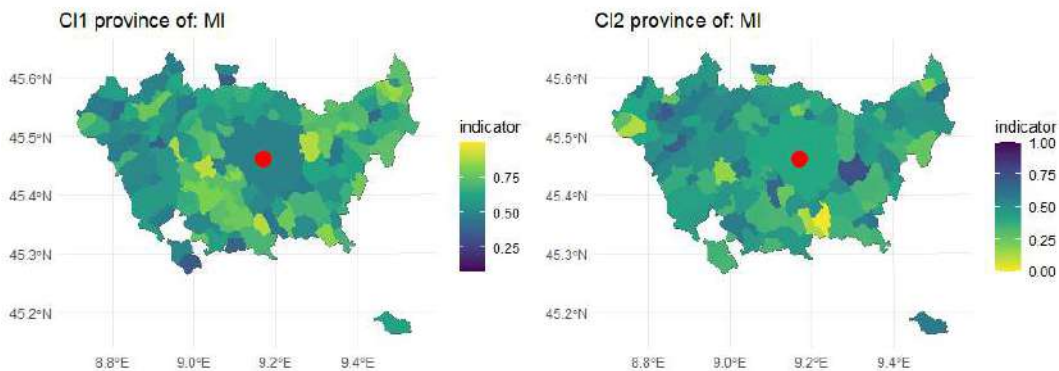 CI1 province of: MI
45.6°N
45.5°N
45.4°N
45.3°N
45.2°N
8.8°E 9.0°E 9.2°E 9.4°E
indicator
0.75
0.50
0.25
CI2 province of: MI
45.6°N
45.5°N
45.4°N
45.3°N
45.2°N
8.8°E 9.0°E 9.2°E 9.4°E
indicator
1.00
0.75
0.50
0.25
0.00